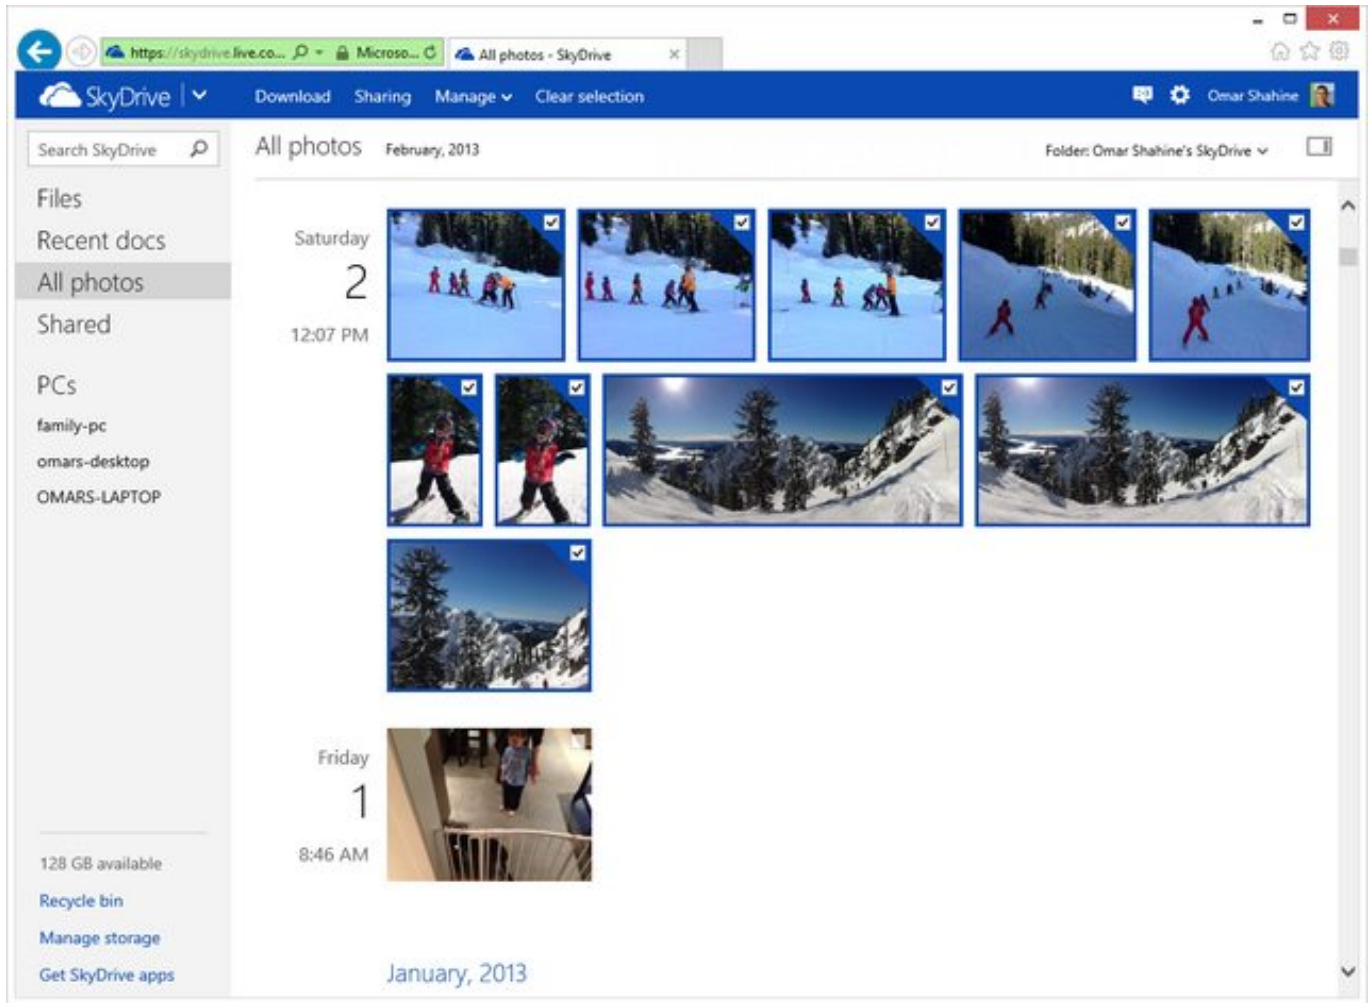 https://skydrive.live.co...
Microso...
All photos - SkyDrive
SkyDrive
Download
Sharing
Manage
Clear selection
Omar Shahine
Search SkyDrive
All photos
February, 2013
Folder: Omar Shahine's SkyDrive
Files
Recent docs
All photos
Shared
PCs
family-pc
omars-desktop
OMARS-LAPTOP
Saturday
2
12:07 PM
Friday
1
8:46 AM
128 GB available
Recycle bin
Manage storage
Get SkyDrive apps
January, 2013